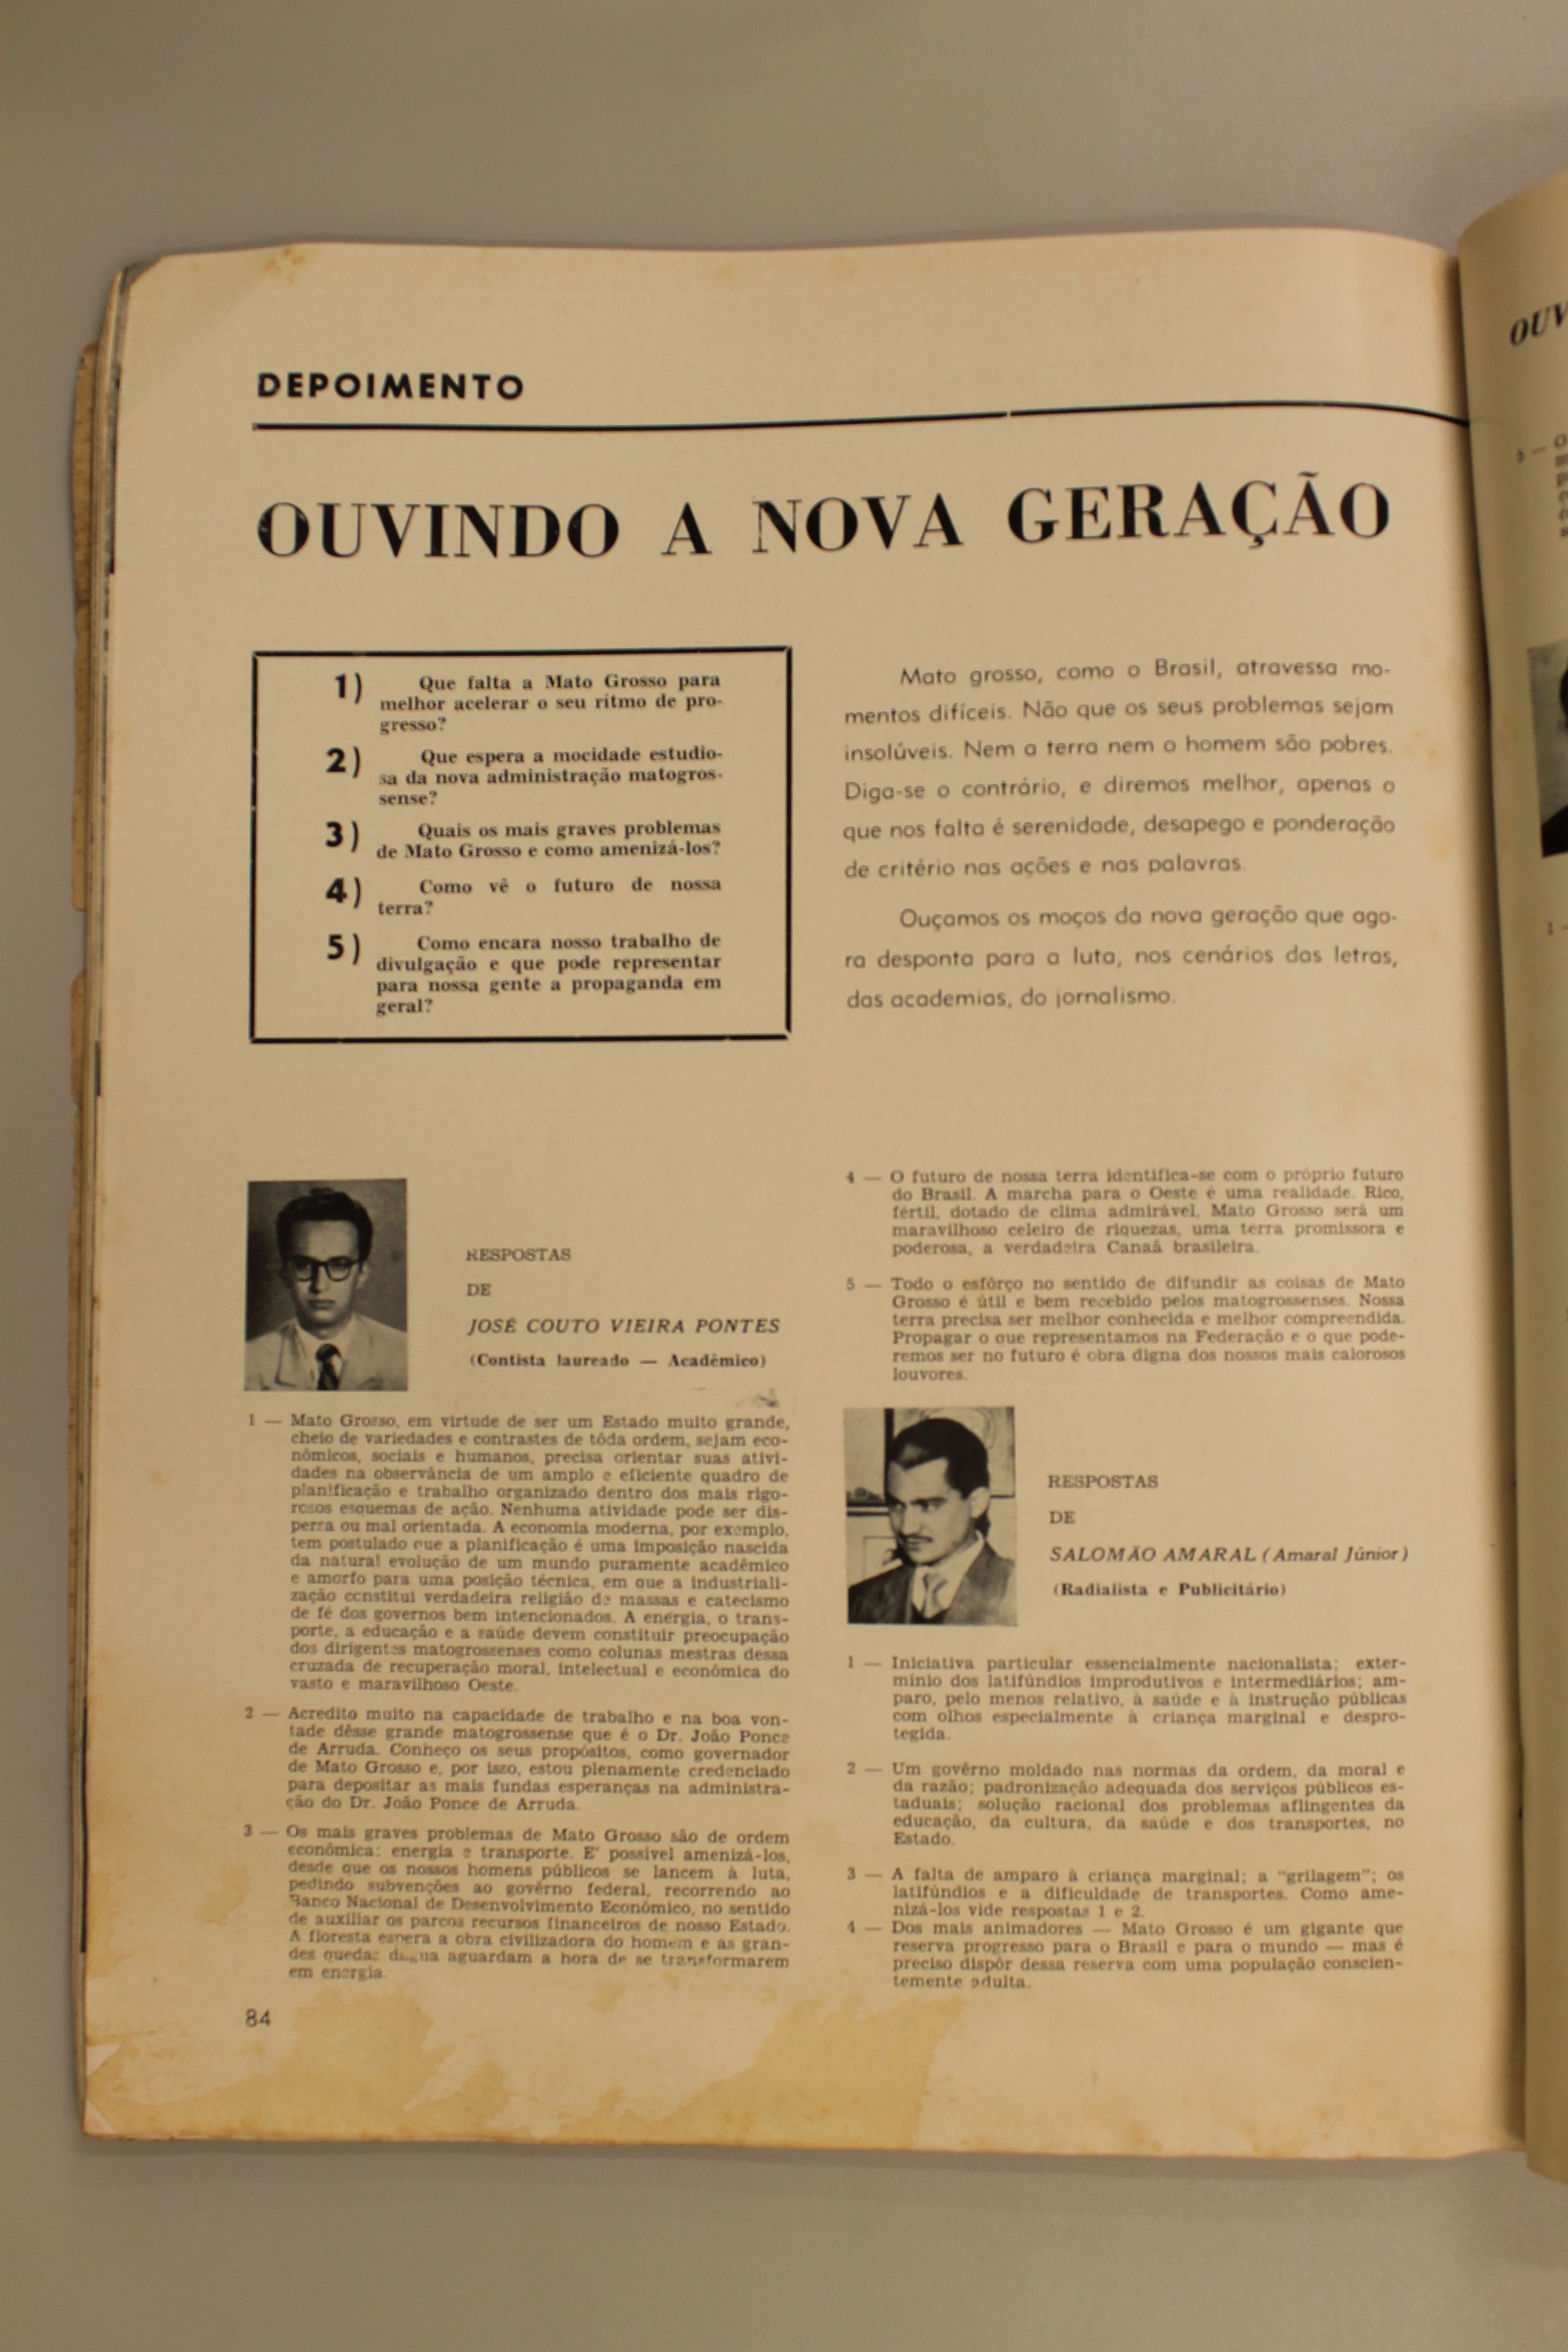 DEPOIMENTO
OUVINDO A NOVA GERAÇÃO
1) Que falta a Mato Grosso para
melhor acelerar o seu ritmo de pro-
gresso?
2) Que espera a mocidade estudio-
sa da nova administração matogros-
sense?
3) Quais os mais graves problemas
de Mato Grosso e como amenizá-los?
4) Como vê o futuro de nossa
terra?
5) Como encara nosso trabalho de
divulgação e que pode representar
para nossa gente a propaganda em
geral?
Mato grosso, como o Brasil, atravessa mo-
mentos difíceis. Não que os seus problemas sejam
insolúveis. Nem a terra nem o homem são pobres.
Diga-se o contrário, e diremos melhor, apenas o
que nos falta é serenidade, desapego e ponderação
de critério nas ações e nas palavras.
Ouçamos os moços da nova geração que ago-
ra desponta para a luta, nos cenários das letras,
das academias, do jornalismo.
RESPOSTAS
DE
JOSÉ COUTO VIEIRA PONTES
(Contista laureado — Acadêmico)
1 — Mato Grosso, em virtude de ser um Estado muito grande,
cheio de variedades e contrastes de tôda ordem, sejam eco-
nômicos, sociais e humanos, precisa orientar suas ativi-
dades na observância de um amplo e eficiente quadro de
planificação e trabalho organizado dentro dos mais rigo-
rosos esquemas de ação. Nenhuma atividade pode ser dis-
persa ou mal orientada. A economia moderna, por exemplo,
tem postulado que a planificação é uma imposição nascida
da natural evolução de um mundo puramente acadêmico
e amorfo para uma posição técnica, em que a industriali-
zação constitui verdadeira religião de massas e catecismo
de fé dos governos bem intencionados. A energia, o trans-
porte, a educação e a saúde devem constituir preocupação
dos dirigentes matogrossenses como colunas mestras dessa
cruzada de recuperação moral, intelectual e econômica do
vasto e maravilhoso Oeste.
2 — Acredito muito na capacidade de trabalho e na boa von-
tade dêsse grande matogrossense que é o Dr. João Ponce
de Arruda. Conheço os seus propósitos, como governador
de Mato Grosso e, por isso, estou plenamente credenciado
para depositar as mais fundas esperanças na administra-
ção do Dr. João Ponce de Arruda.
3 — Os mais graves problemas de Mato Grosso são de ordem
econômica: energia e transporte. E' possível amenizá-los,
desde que os nossos homens públicos se lancem à luta,
pedindo subvenções ao govêrno federal, recorrendo ao
Banco Nacional de Desenvolvimento Econômico, no sentido
de auxiliar os parcos recursos financeiros de nosso Estado.
A floresta espera a obra civilizadora do homem e as gran-
des quedas dágua aguardam a hora de se transformarem
em energia.
84
4 — O futuro de nossa terra identifica-se com o próprio futuro
do Brasil. A marcha para o Oeste é uma realidade. Rico,
fértil, dotado de clima admirável, Mato Grosso será um
maravilhoso celeiro de riquezas, uma terra promissora e
poderosa, a verdadeira Canaã brasileira.
5 — Todo o esfôrço no sentido de difundir as coisas de Mato
Grosso é útil e bem recebido pelos matogrossenses. Nossa
terra precisa ser melhor conhecida e melhor compreendida.
Propagar o que representamos na Federação e o que pode-
remos ser no futuro é obra digna dos nossos mais calorosos
louvores.
RESPOSTAS
DE
SALOMÃO AMARAL (Amaral Júnior)
(Radialista e Publicitário)
1 — Iniciativa particular essencialmente nacionalista; exter-
mínio dos latifúndios improdutivos e intermediários; am-
paro, pelo menos relativo, à saúde e à instrução públicas
com olhos especialmente à criança marginal e despro-
tegida.
2 — Um govêrno moldado nas normas da ordem, da moral e
da razão; padronização adequada dos serviços públicos es-
taduais; solução racional dos problemas aflingentes da
educação, da cultura, da saúde e dos transportes, no
Estado.
3 — A falta de amparo à criança marginal; a “grilagem”; os
latifúndios e a dificuldade de transportes. Como ame-
nizá-los vide respostas 1 e 2.
4 — Dos mais animadores — Mato Grosso é um gigante que
reserva progresso para o Brasil e para o mundo — mas é
preciso dispôr dessa reserva com uma população conscien-
temente adulta.
OUV